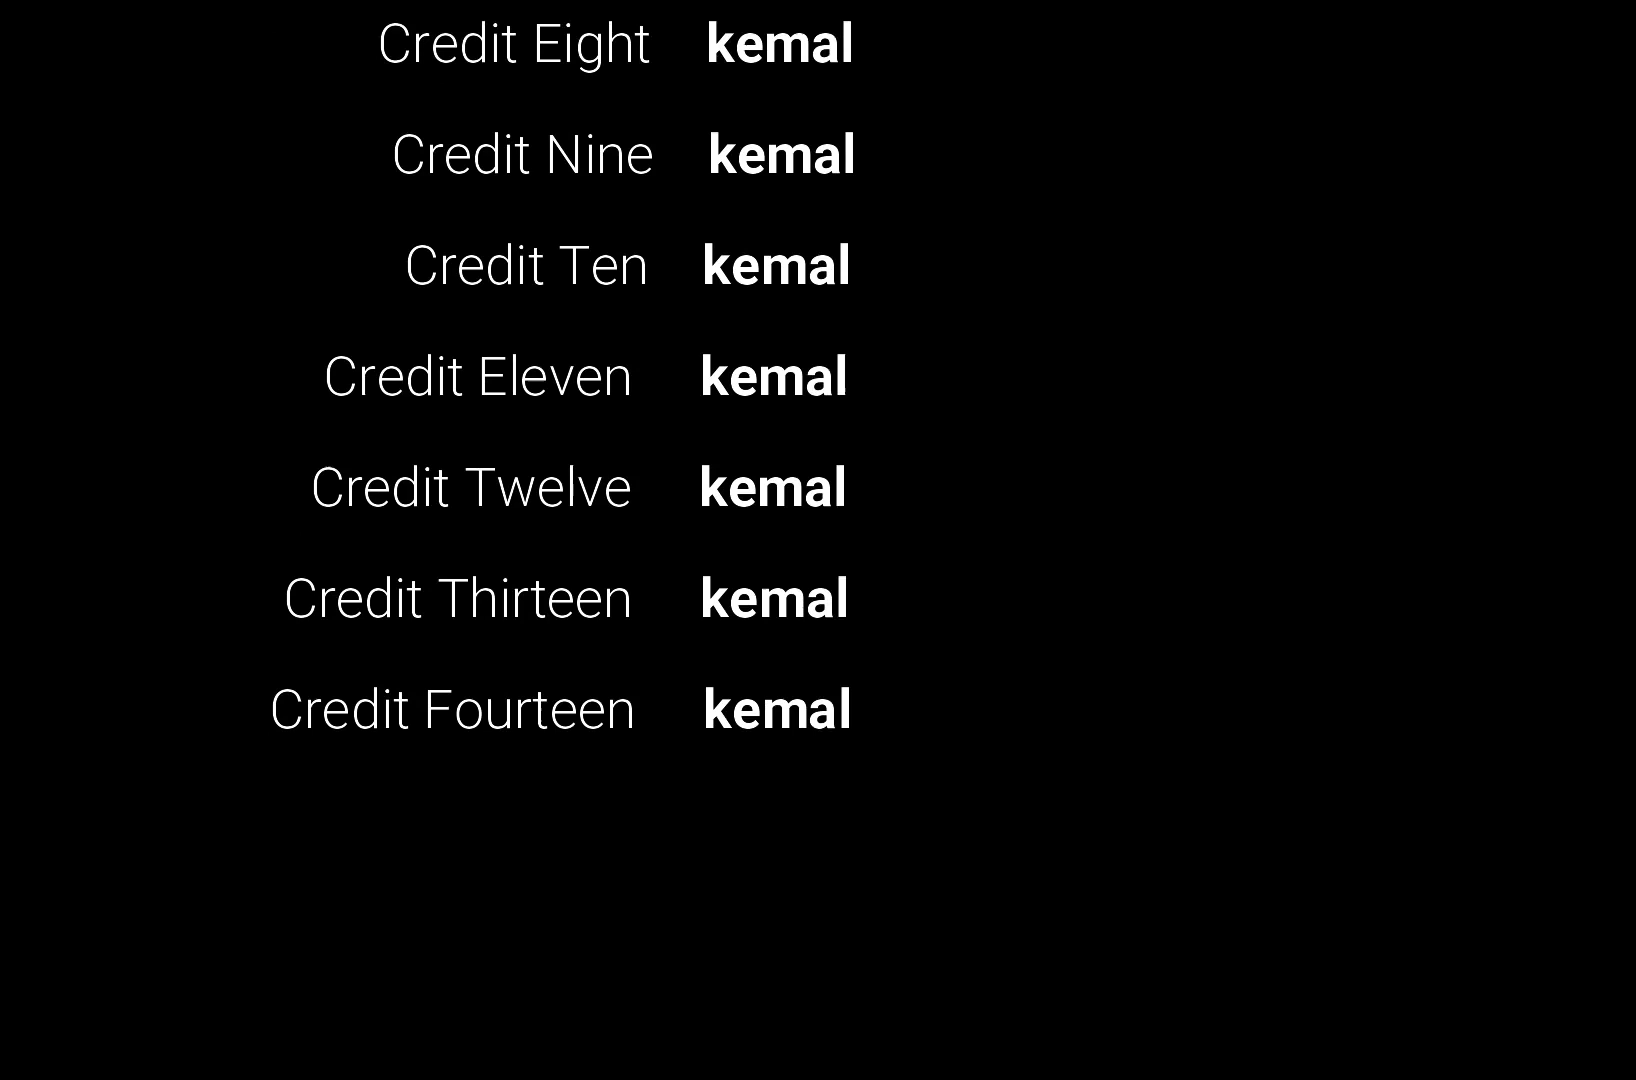 Credit Eight kemal
Credit Nine kemal
Credit Ten kemal
Credit Eleven kemal
Credit Twelve kemal
Credit Thirteen kemal
Credit Fourteen kemal